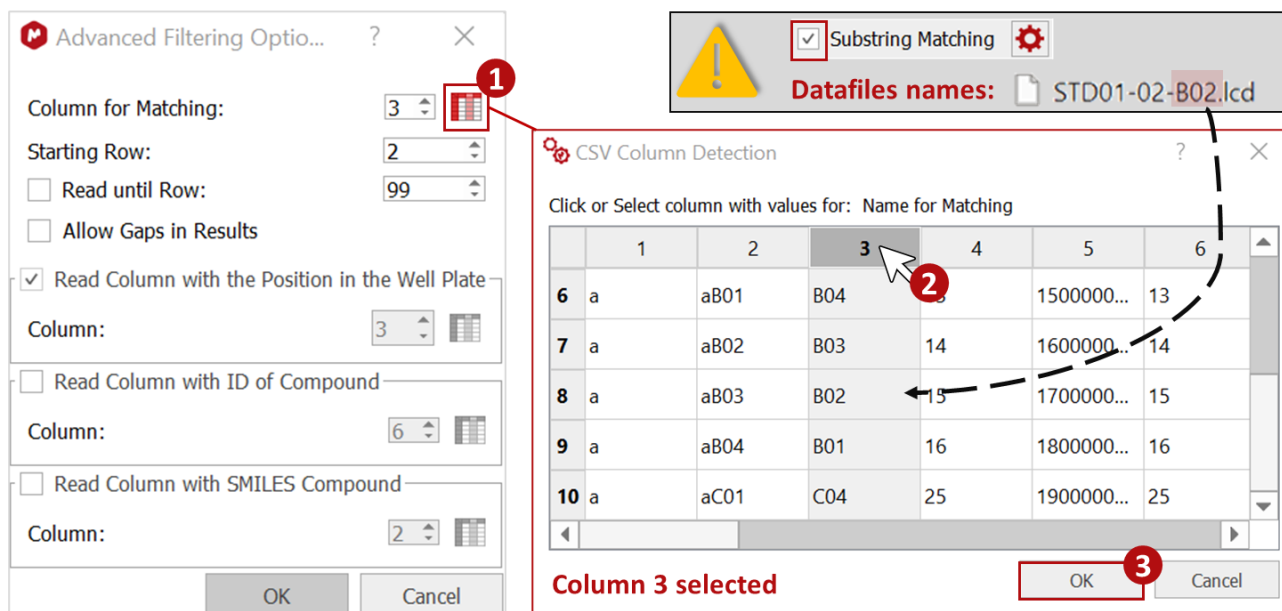 Advanced Filtering Optio... ?
Column for Matching: 3
1
Starting Row: 2
Read until Row: 99
Allow Gaps in Results
Read Column with the Position in the Well Plate
Column: 3
Read Column with ID of Compound
Column: 6
Read Column with SMILES Compound
Column: 2
OK Cancel
Substring Matching
Datafiles names: STD01-02-B02.lcd
CSV Column Detection ?
Click or Select column with values for: Name for Matching
1 2 3 4 5 6
2
6 a aB01 B04 1500000... 13
7 a aB02 B03 14 1600000... 14
8 a aB03 B02 15 1700000... 15
9 a aB04 B01 16 1800000... 16
10 a aC01 C04 25 1900000... 25
Column 3 selected
OK Cancel
3